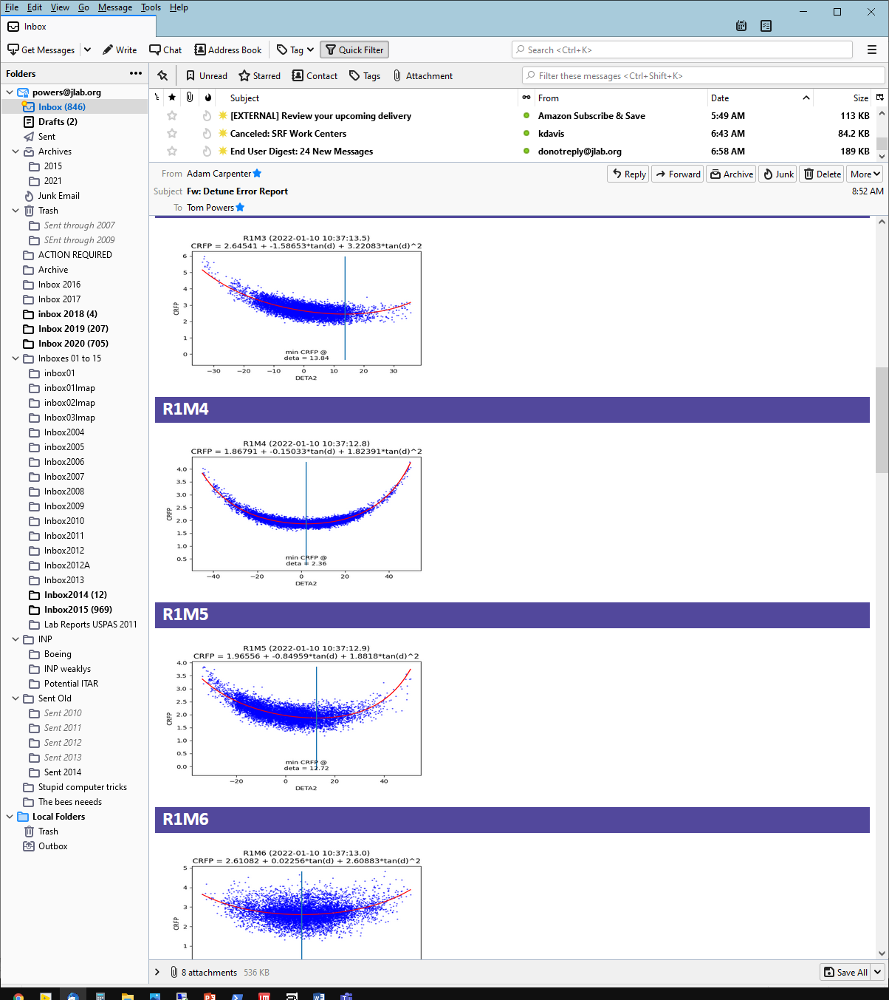 File Edit View Go Message Tools Help
Inbox
Get Messages Write Chat Address Book Tag Quick Filter Search <Ctrl+K>
Folders
Unread Starred Contact Tags Attachment Filter these messages <Ctrl+Shift+K>
powers@jlab.org
Inbox (846)
Drafts (2)
Sent
Archives
2015
2021
Junk Email
Trash
Sent through 2007
SEnt through 2009
ACTION REQUIRED
Archive
Inbox 2016
Inbox 2017
inbox 2018 (4)
Inbox 2019 (207)
Inbox 2020 (705)
Inboxes 01 to 15
inbox01
inbox01Imap
inbox02Imap
Inbox03Imap
Inbox2004
inbox2005
Inbox2006
Inbox2007
Inbox2008
Inbox2009
Inbox2010
Inbox2011
Inbox2012
Inbox2012A
Inbox2013
Inbox2014 (12)
Inbox2015 (969)
Lab Reports USPAS 2011
INP
Boeing
INP weaklys
Potential ITAR
Sent Old
Sent 2010
Sent 2011
Sent 2012
Sent 2013
Sent 2014
Stupid computer tricks
The bees neeeds
Local Folders
Trash
Outbox
Subject From Date Size
[EXTERNAL] Review your upcoming delivery Amazon Subscribe & Save 5:49 AM 113 KB
Canceled: SRF Work Centers kdavis 6:43 AM 84.2 KB
End User Digest: 24 New Messages donotreply@jlab.org 6:58 AM 189 KB
From Adam Carpenter Reply Forward Archive Junk Delete More
Subject Fw: Detune Error Report 8:52 AM
To Tom Powers
R1M3 (2022-01-10 10:37:13.5)
CRFP = 2.64541 + -1.58653*tan(d) + 3.22083*tan(d)^2
6
5
4
3
2
1
0
CRFP
min CRFP @
deta = 13.84
−30 −20 −10 0 10 20 30
DETA2
R1M4
R1M4 (2022-01-10 10:37:12.8)
CRFP = 1.86791 + -0.15033*tan(d) + 1.82391*tan(d)^2
4.0
3.5
3.0
2.5
2.0
1.5
1.0
0.5
CRFP
min CRFP @
deta = 2.36
−40 −20 0 20 40
DETA2
R1M5
R1M5 (2022-01-10 10:37:12.9)
CRFP = 1.96556 + -0.84959*tan(d) + 1.8818*tan(d)^2
4.0
3.5
3.0
2.5
2.0
1.5
1.0
0.5
0.0
CRFP
min CRFP @
deta = 12.72
−20 0 20 40
DETA2
R1M6
R1M6 (2022-01-10 10:37:13.0)
CRFP = 2.61082 + 0.02256*tan(d) + 2.60883*tan(d)^2
5
4
3
2
1
CRFP
8 attachments 536 KB Save All